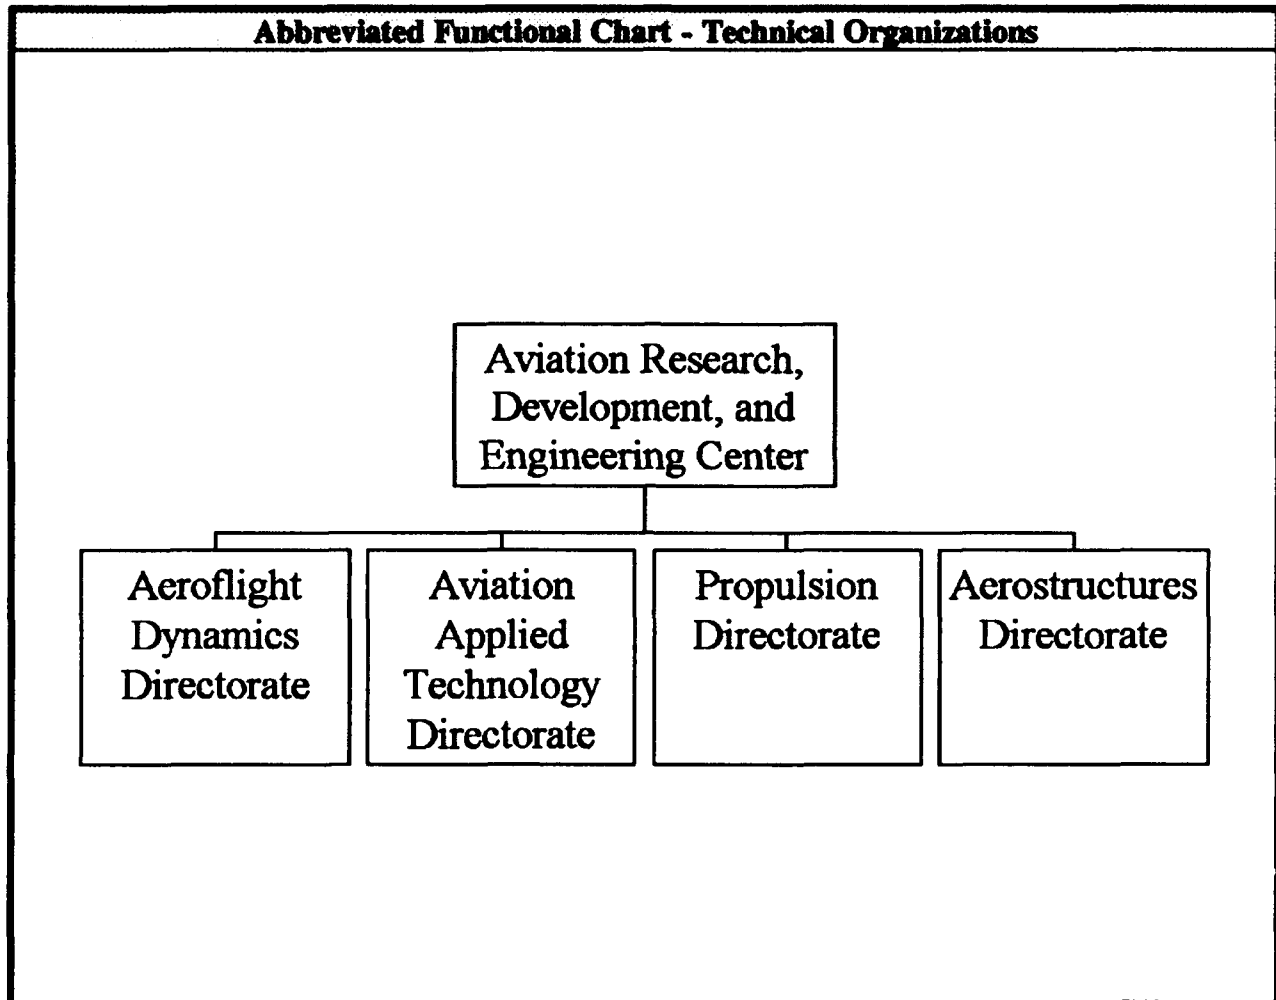 Abbreviated Functional Chart - Technical Organizations
Aviation Research,
Development, and
Engineering Center
Aeroflight
Dynamics
Directorate
Aviation
Applied
Technology
Directorate
Propulsion
Directorate
Aerostructures
Directorate